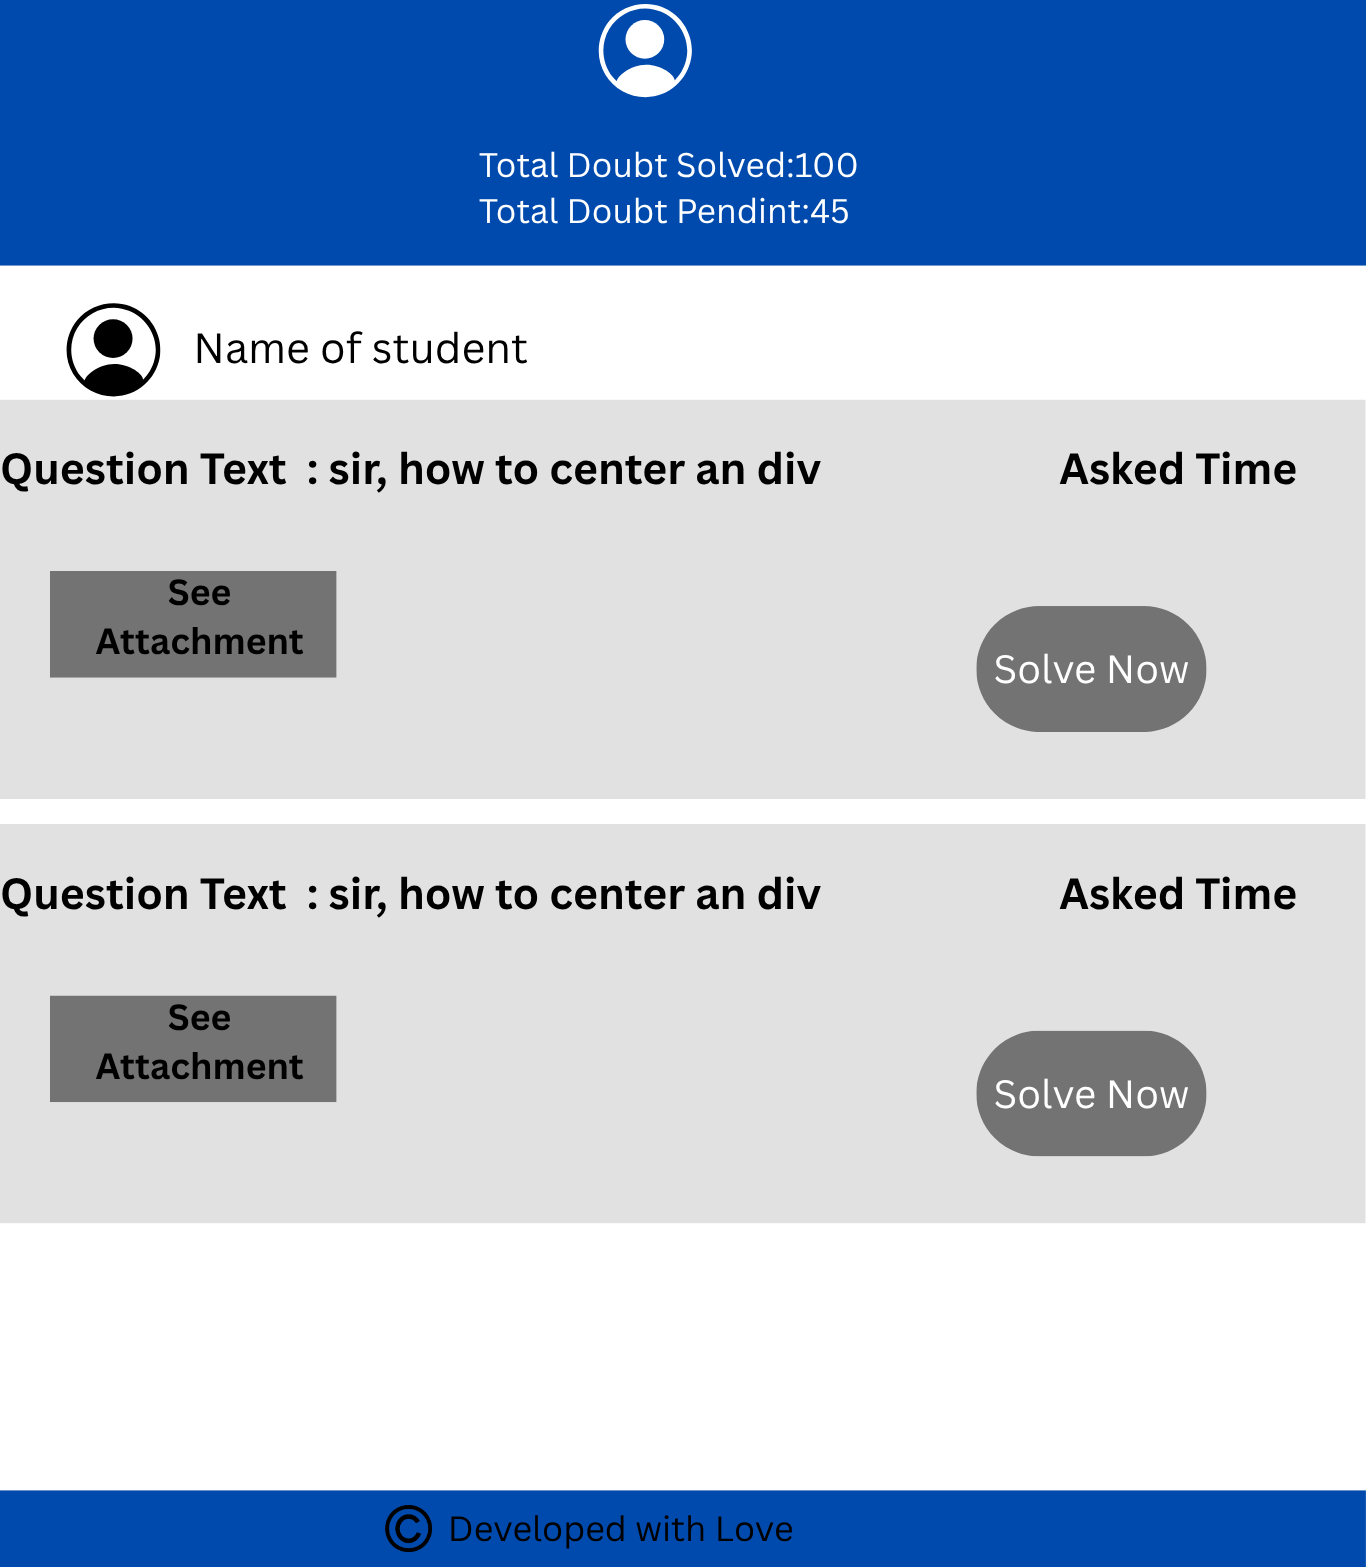 Total Doubt Solved:100
Total Doubt Pendint:45
Name of student
Question Text : sir, how to center an div
Asked Time
See
Attachment
Solve Now
Question Text : sir, how to center an div
Asked Time
See
Attachment
Solve Now
© Developed with Love